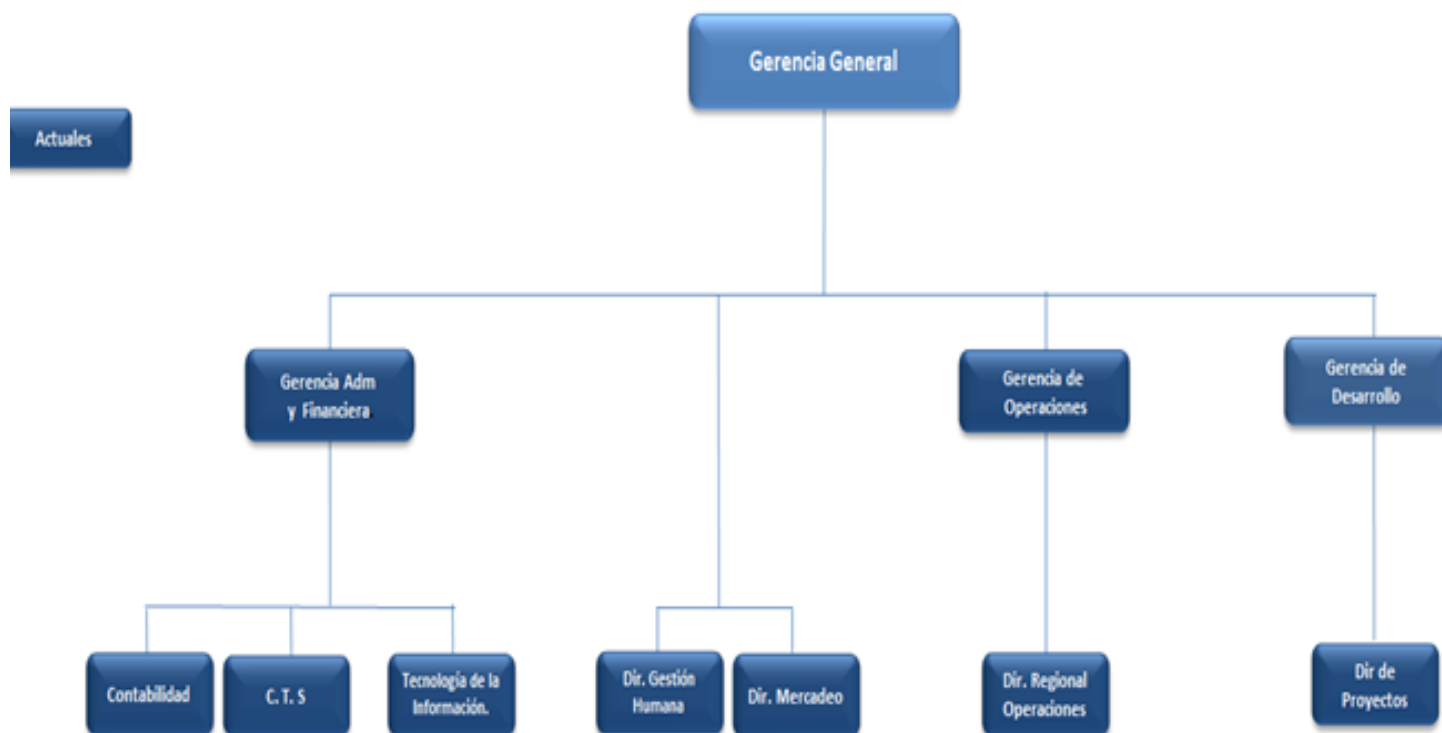 Gerencia General
Actuales
Gerencia Adm
y Financiera
Gerencia de
Operaciones
Gerencia de
Desarrollo
Contabilidad
C. T. S
Tecnología de la
Información.
Dir. Gestión
Humana
Dir. Mercadeo
Dir. Regional
Operaciones
Dir de
Proyectos